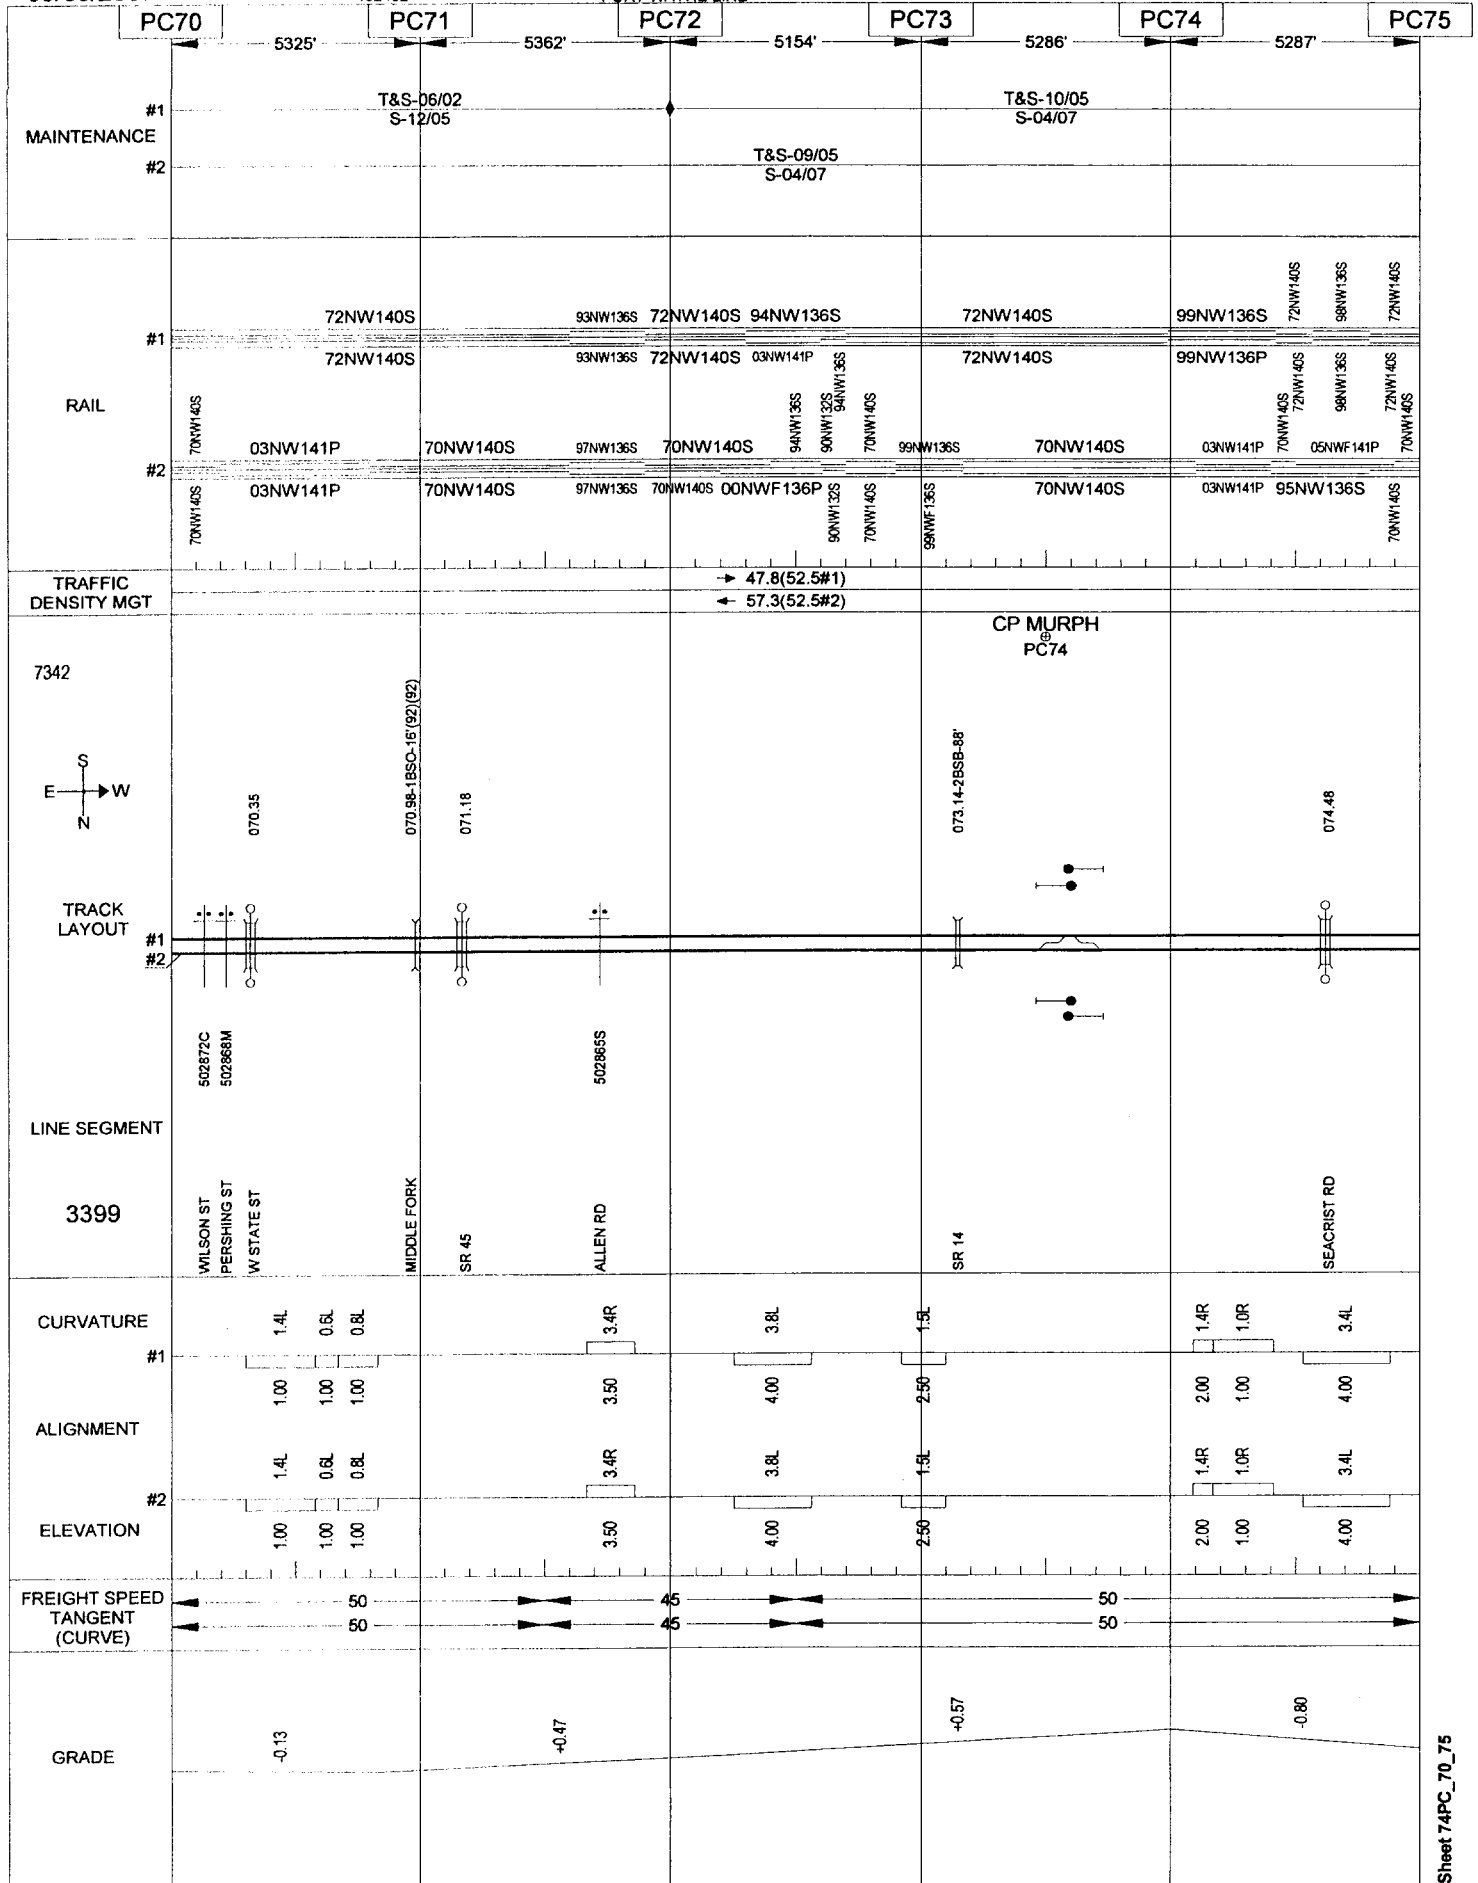 PC70 PC71 PC72 PC73 PC74 PC75
5325' 5362' 5154' 5286' 5287'
MAINTENANCE
#1
T&S-06/02
S-12/05
T&S-10/05
S-04/07
#2
T&S-09/05
S-04/07
RAIL
72NW140S 98NW136S 72NW140S
72NW140S 93NW136S 72NW140S 94NW136S 72NW140S 99NW136S
#1
72NW140S 93NW136S 72NW140S 03NW141P 72NW140S 99NW136P
94NW136S 72NW140S 98NW136S 72NW140S
70NW140S 94NW136S 90NW132S 70NW140S 70NW140S 70NW140S
03NW141P 70NW140S 97NW136S 70NW140S 99NW136S 70NW140S 03NW141P 05NWF141P
#2
03NW141P 70NW140S 97NW136S 70NW140S 00NWF136P 70NW140S 03NW141P 95NW136S
70NW140S 90NW132S 70NW140S 99NWF136S 70NW140S
TRAFFIC
DENSITY MGT
→ 47.8(52.5#1)
← 57.3(52.5#2)
CP MURPH
PC74
7342
S
E W
N
070.35
070.98-1BSO-16'(92)(92)
071.18
073.14-2BSB-88'
074.48
TRACK
LAYOUT
#1
#2
502872C
502868M
502865S
LINE SEGMENT
3399
WILSON ST
PERSHING ST
W STATE ST
MIDDLE FORK
SR 45
ALLEN RD
SR 14
SEACRIST RD
CURVATURE
1.4L 0.6L 0.8L 3.4R 3.8L 1.5L 1.4R 1.0R 3.4L
#1
1.00 1.00 1.00 3.50 4.00 2.50 2.00 1.00 4.00
ALIGNMENT
1.4L 0.6L 0.8L 3.4R 3.8L 1.5L 1.4R 1.0R 3.4L
#2
ELEVATION
1.00 1.00 1.00 3.50 4.00 2.50 2.00 1.00 4.00
FREIGHT SPEED
TANGENT
(CURVE)
50 45 50
50 45 50
GRADE
-0.13 +0.47 +0.57 -0.80
Sheet 74PC_70_75